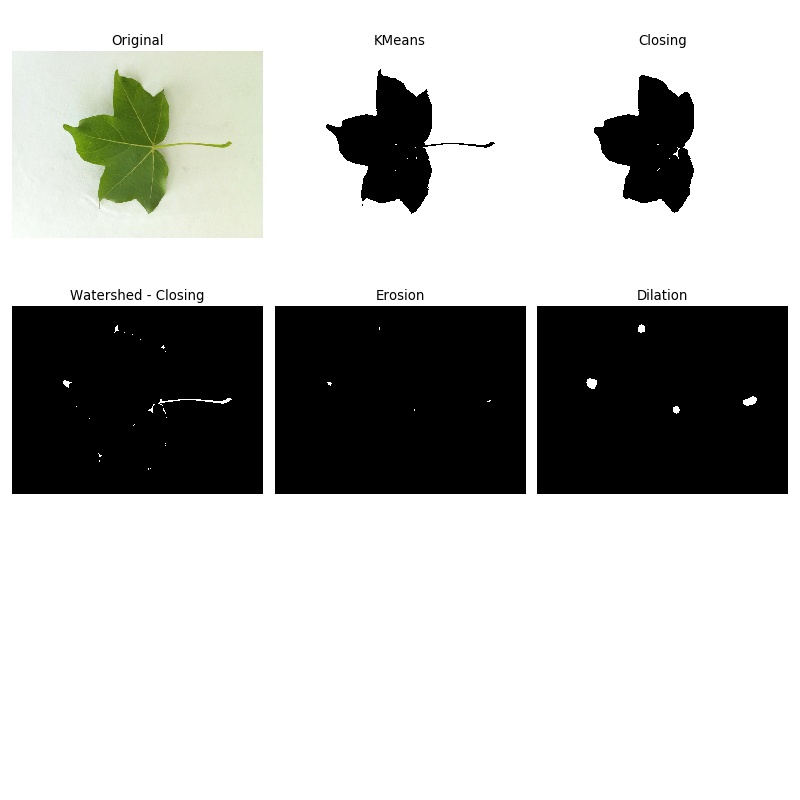 Original
KMeans
Closing
Watershed - Closing
Erosion
Dilation